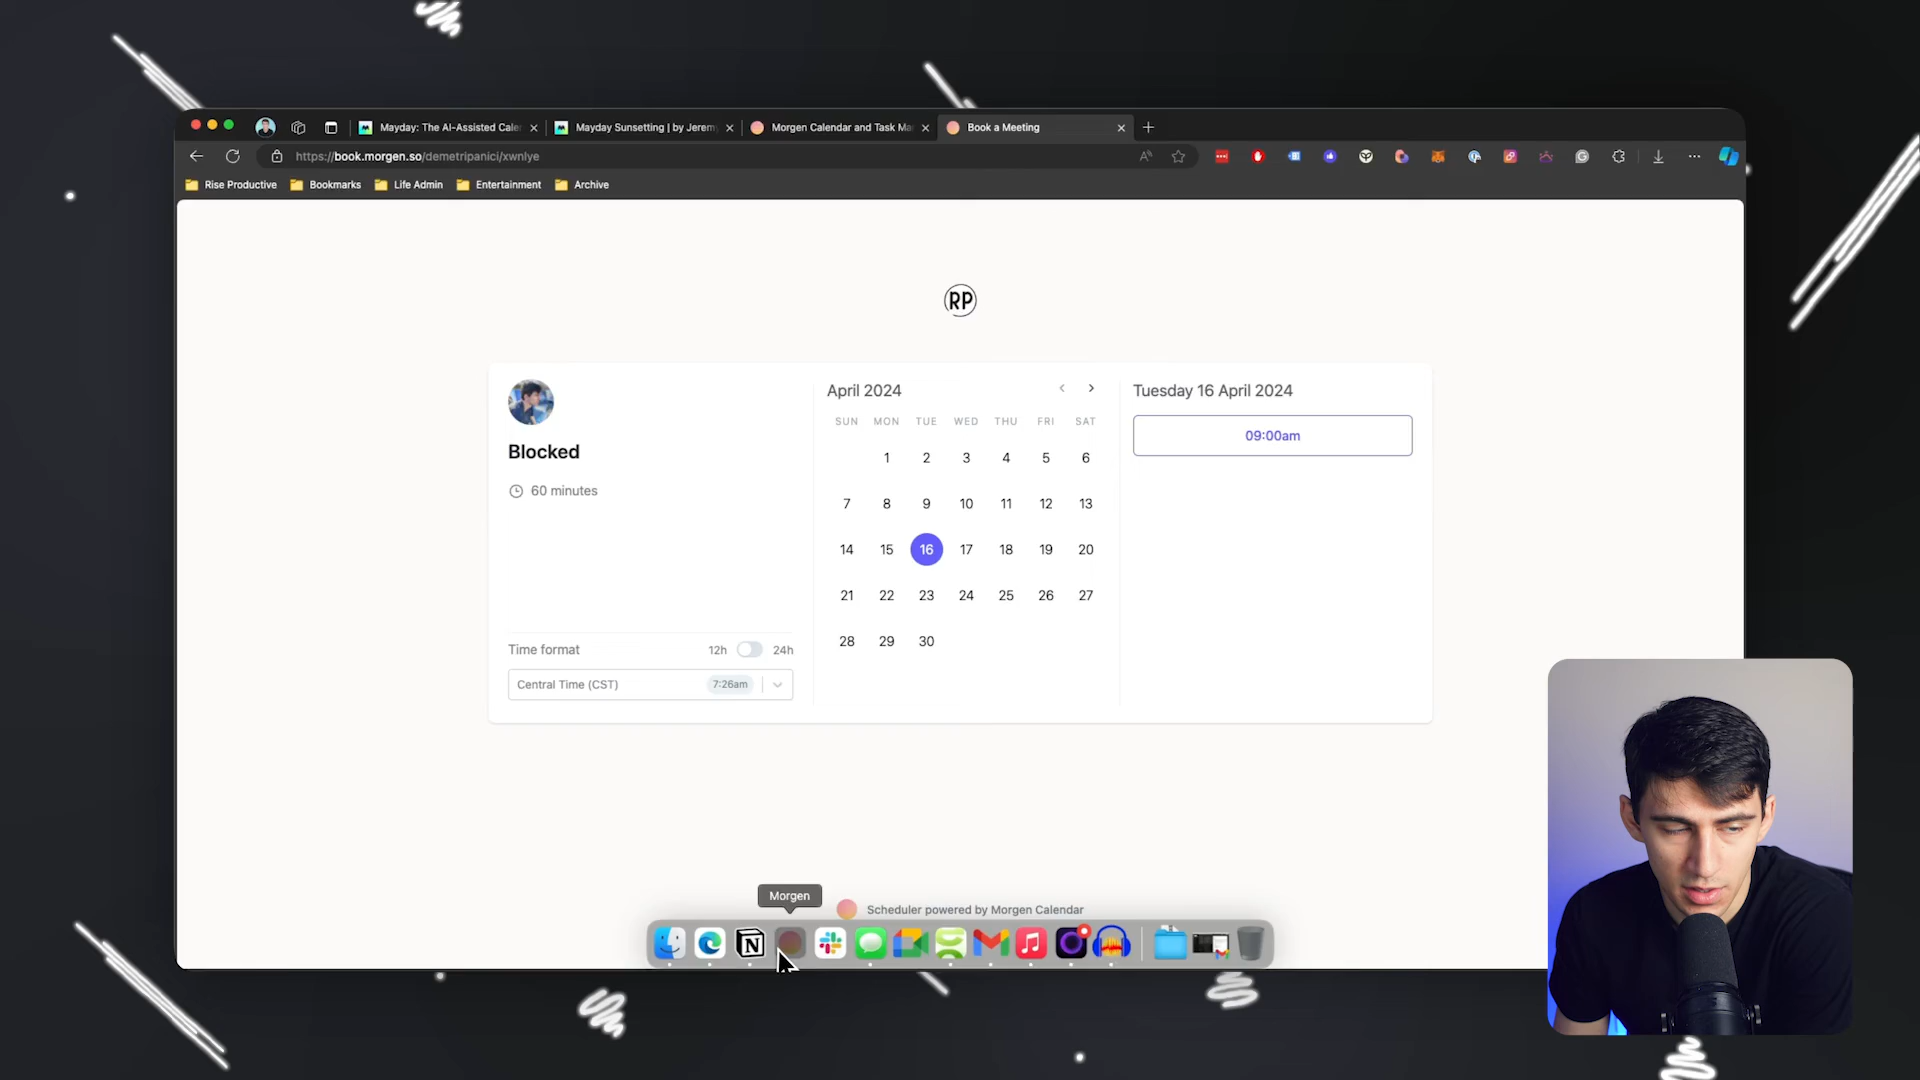 Mayday: The AI-Assisted Cale
Mayday Sunsetting | by Jerem
Morgen Calendar and Task Ma
Book a Meeting
https://book.morgen.so/demetripanici/xwnlye
Rise Productive
Bookmarks
Life Admin
Entertainment
Archive
RP
Blocked
60 minutes
Time format
12h
24h
Central Time (CST)
7:26am
April 2024
SUN MON TUE WED THU FRI SAT
1 2 3 4 5 6
7 8 9 10 11 12 13
14 15 16 17 18 19 20
21 22 23 24 25 26 27
28 29 30
Tuesday 16 April 2024
09:00am
Morgen
Scheduler powered by Morgen Calendar